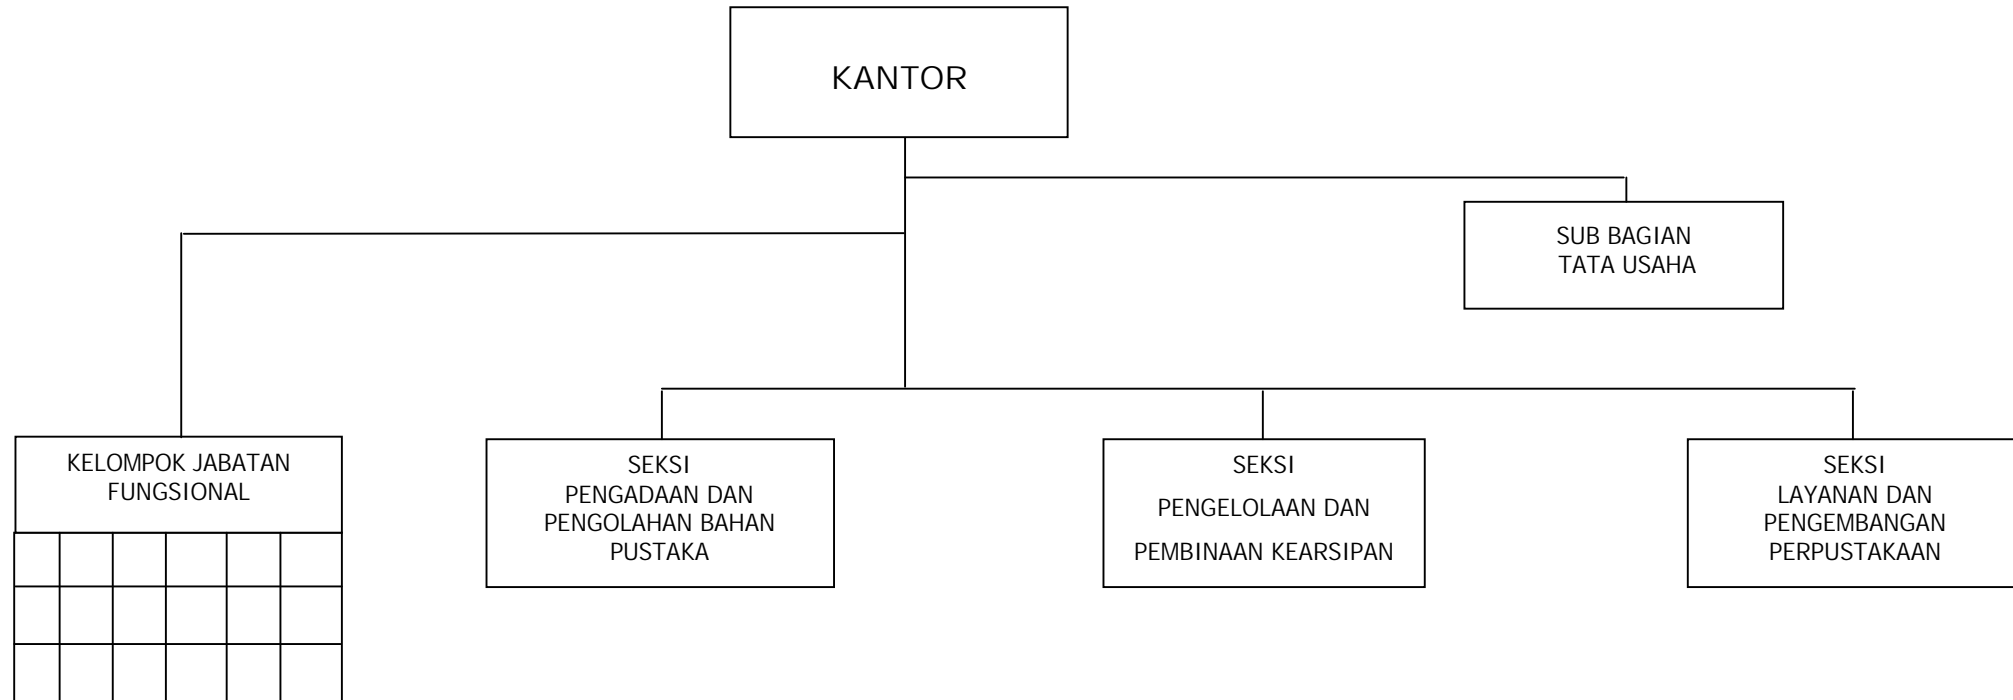 KANTOR
SUB BAGIAN
TATA USAHA
KELOMPOK JABATAN
FUNGSIONAL
SEKSI
PENGADAAN DAN
PENGOLAHAN BAHAN
PUSTAKA
SEKSI
PENGELOLAAN DAN
PEMBINAAN KEARSIPAN
SEKSI
LAYANAN DAN
PENGEMBANGAN
PERPUSTAKAAN